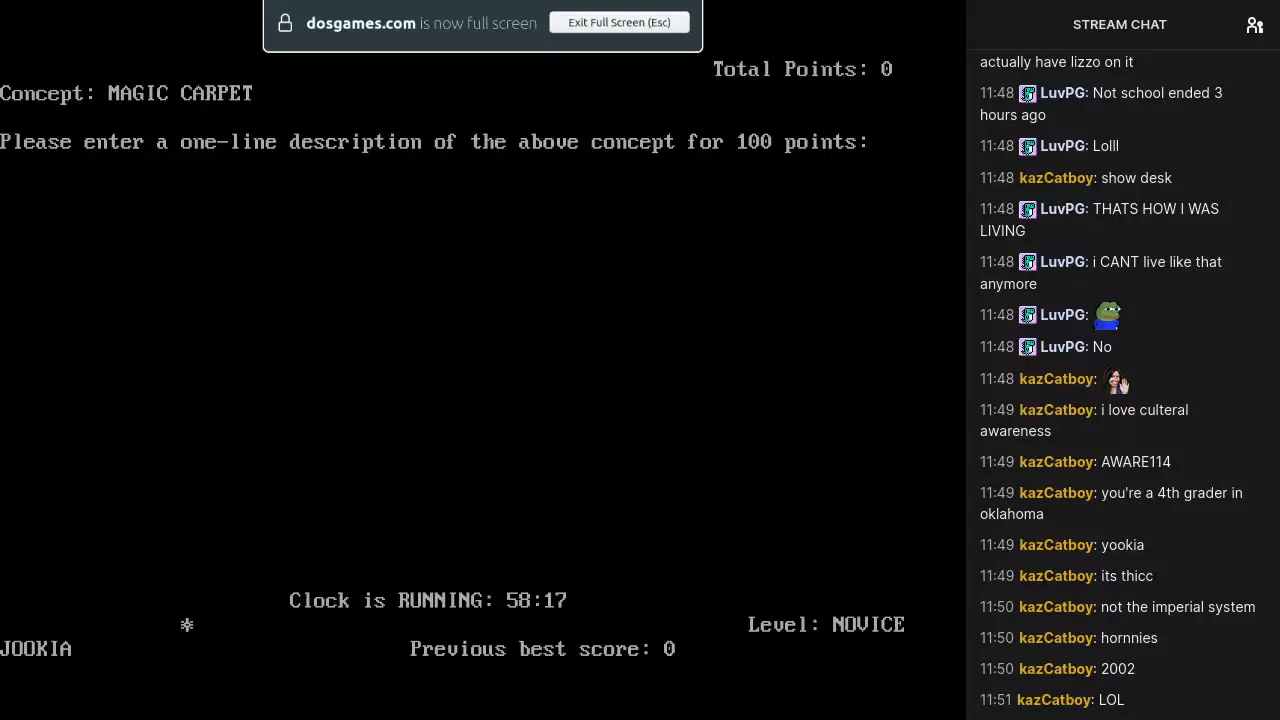 dosgames.com is now full screen Exit Full Screen (Esc)
Total Points: 0
Concept: MAGIC CARPET
Please enter a one-line description of the above concept for 100 points:
Clock is RUNNING: 58:17
*
Level: NOVICE
JOOKIA Previous best score: 0
STREAM CHAT
actually have lizzo on it
11:48 LuvPG: Not school ended 3
hours ago
11:48 LuvPG: Lolll
11:48 kazCatboy: show desk
11:48 LuvPG: THATS HOW I WAS
LIVING
11:48 LuvPG: i CANT live like that
anymore
11:48 LuvPG:
11:48 LuvPG: No
11:48 kazCatboy:
11:49 kazCatboy: i love culteral
awareness
11:49 kazCatboy: AWARE114
11:49 kazCatboy: you're a 4th grader in
oklahoma
11:49 kazCatboy: yookia
11:49 kazCatboy: its thicc
11:50 kazCatboy: not the imperial system
11:50 kazCatboy: hornnies
11:50 kazCatboy: 2002
11:51 kazCatboy: LOL